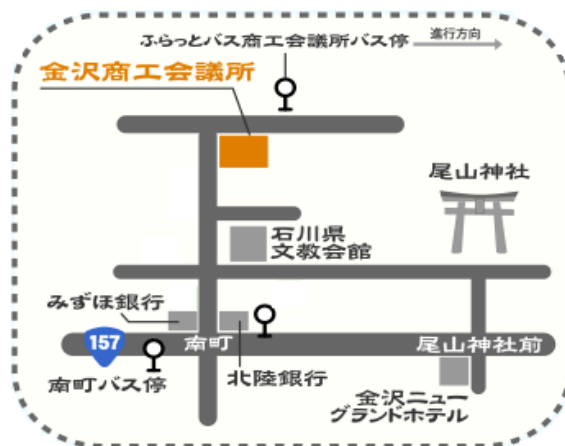 ふらっとバス商工会議所バス停
進行方向
金沢商工会議所
尾山神社
石川県
文教会館
みずほ銀行
157
南町
尾山神社前
南町バス停
北陸銀行
金沢ニュー
グランドホテル